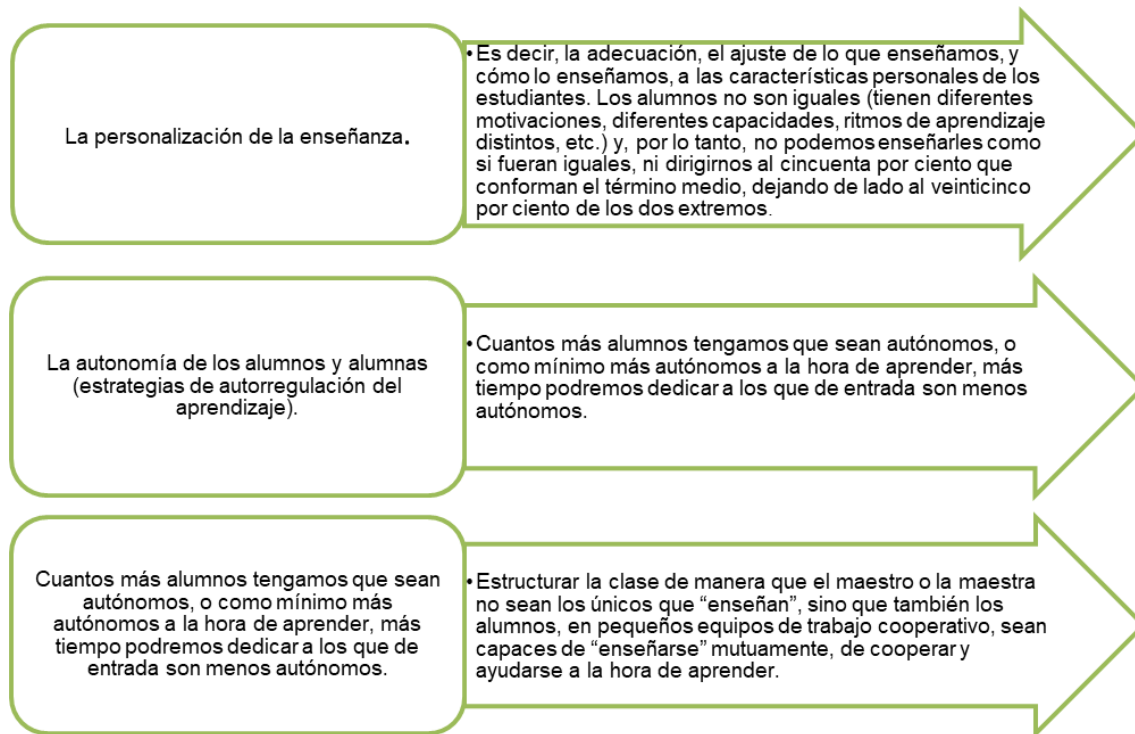 La personalización de la enseñanza.
•Es decir, la adecuación, el ajuste de lo que enseñamos, y
cómo lo enseñamos, a las características personales de los
estudiantes. Los alumnos no son iguales (tienen diferentes
motivaciones, diferentes capacidades, ritmos de aprendizaje
distintos, etc.) y, por lo tanto, no podemos enseñarles como
si fueran iguales, ni dirigirnos al cincuenta por ciento que
conforman el término medio, dejando de lado al veinticinco
por ciento de los dos extremos.
La autonomía de los alumnos y alumnas
(estrategias de autorregulación del
aprendizaje).
•Cuantos más alumnos tengamos que sean autónomos, o
como mínimo más autónomos a la hora de aprender, más
tiempo podremos dedicar a los que de entrada son menos
autónomos.
Cuantos más alumnos tengamos que sean
autónomos, o como mínimo más
autónomos a la hora de aprender, más
tiempo podremos dedicar a los que de
entrada son menos autónomos.
•Estructurar la clase de manera que el maestro o la maestra
no sean los únicos que “enseñan”, sino que también los
alumnos, en pequeños equipos de trabajo cooperativo, sean
capaces de “enseñarse” mutuamente, de cooperar y
ayudarse a la hora de aprender.